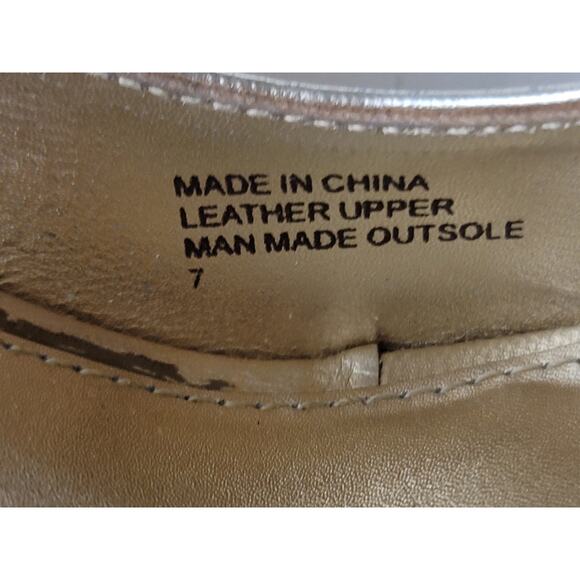 MADE IN CHINA
LEATHER UPPER
MAN MADE OUTSOLE
7